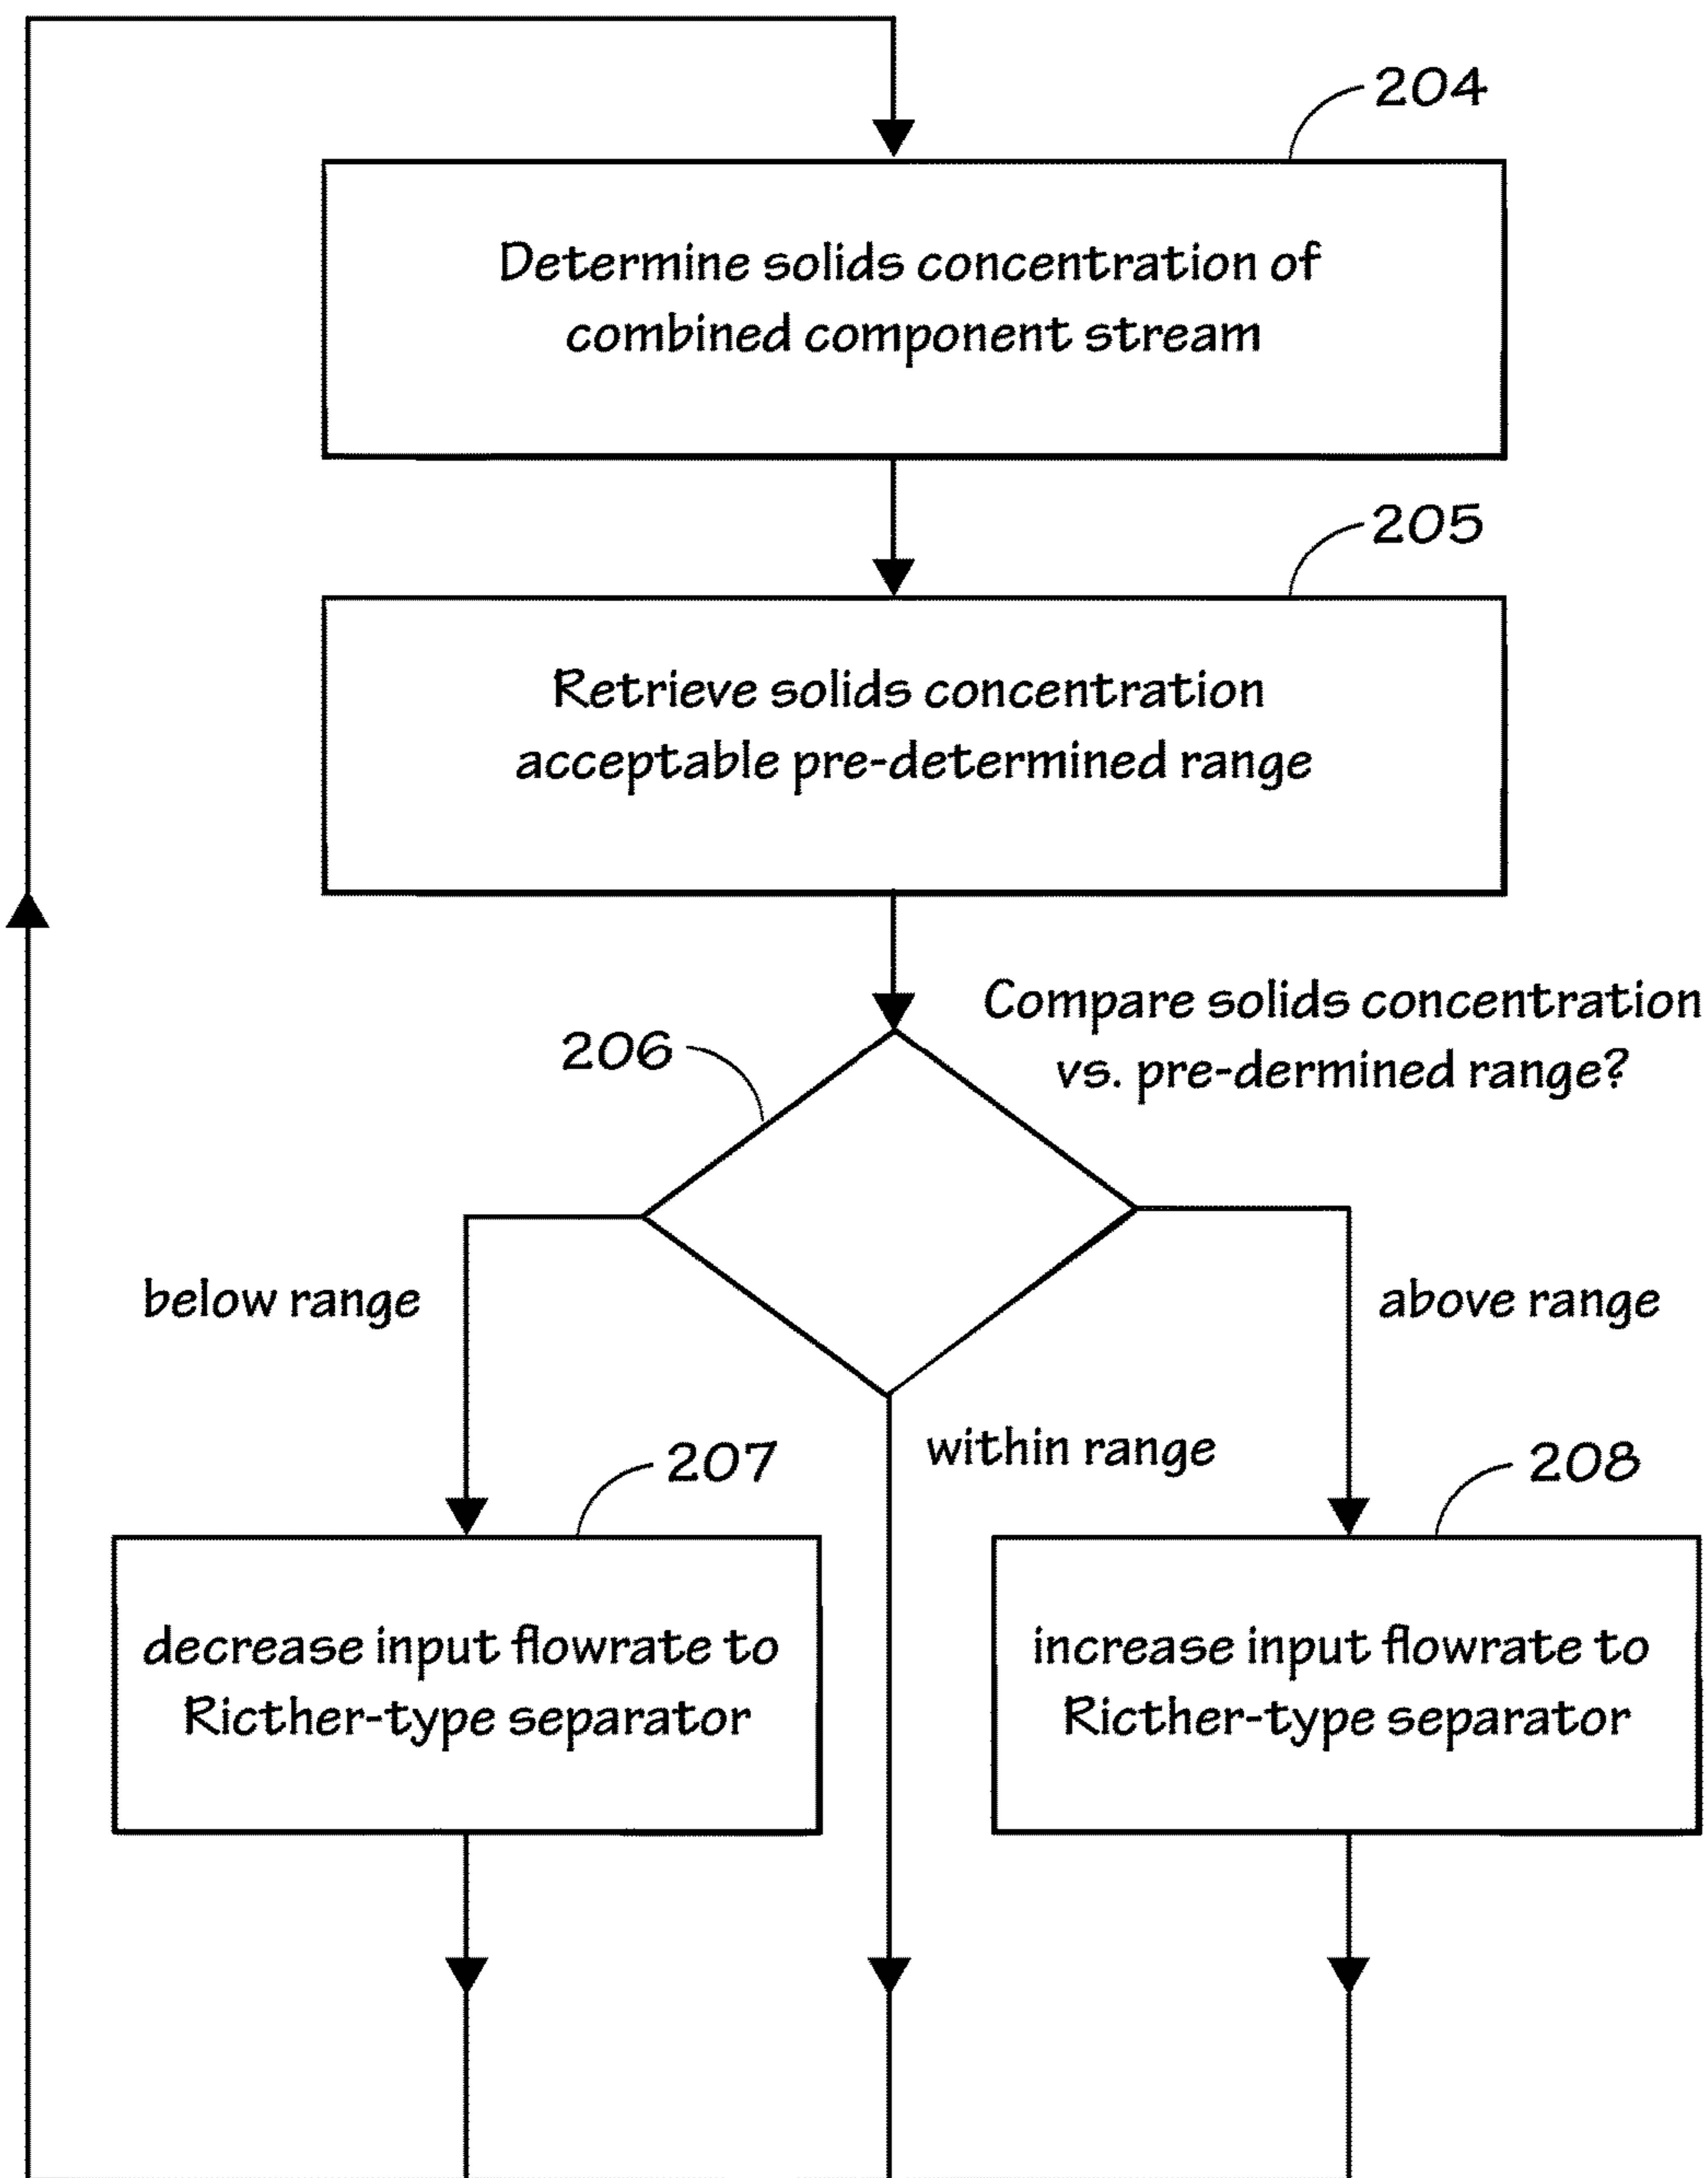 204
Determine solids concentration of
combined component stream
205
Retrieve solids concentration
acceptable pre-determined range
Compare solids concentration
vs. pre-dermined range?
206
below range
above range
within range
207
208
decrease input flowrate to
Ricther-type separator
increase input flowrate to
Ricther-type separator